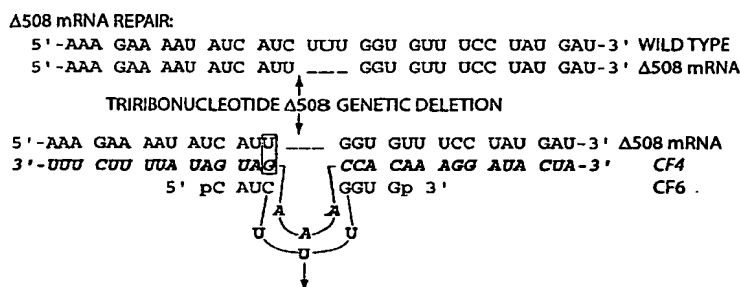 Δ508 mRNA REPAIR:
5'-AAA GAA AAU AUC AUC UUU GGU GUU UCC UAU GAU-3' WILD TYPE
5'-AAA GAA AAU AUC AUU ___ GGU GUU UCC UAU GAU-3' Δ508 mRNA
TRIRIBONUCLEOTIDE Δ508 GENETIC DELETION
5'-AAA GAA AAU AUC AUU ___ GGU GUU UCC UAU GAU-3' Δ508 mRNA
3'-UUU CUU UUA UAG UAG CCA CAA AGG AUA CUA-3' CF4
5' pC AUC GGU Gp 3' CF6 .
A A
U A U
U